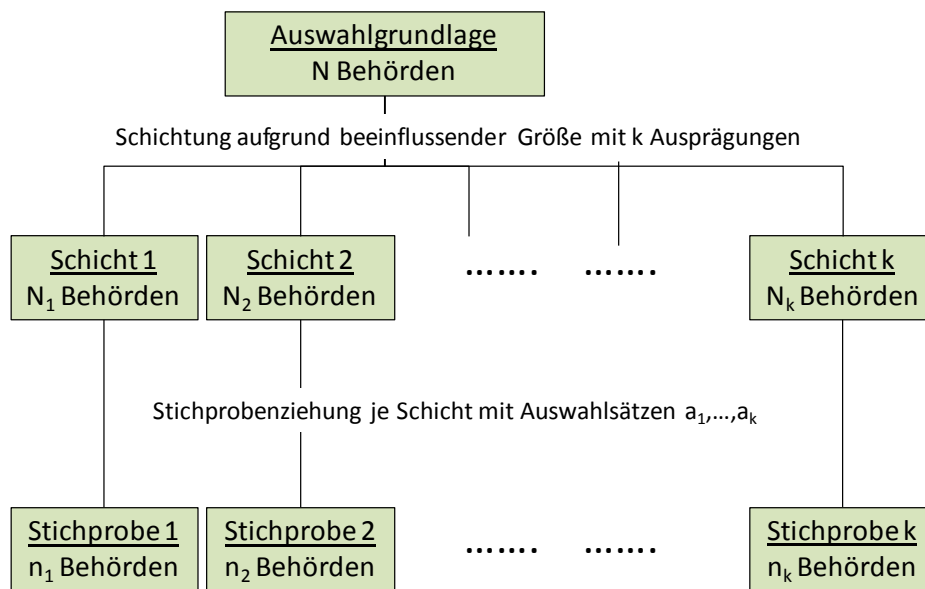 Auswahlgrundlage
N Behörden
Schichtung aufgrund beeinflussender Größe mit k Ausprägungen
Schicht 1
N₁ Behörden
Schicht 2
N₂ Behörden
……. …….
Schicht k
Nₖ Behörden
Stichprobenziehung je Schicht mit Auswahlsätzen a₁,…,aₖ
Stichprobe 1
n₁ Behörden
Stichprobe 2
n₂ Behörden
……. …….
Stichprobe k
nₖ Behörden